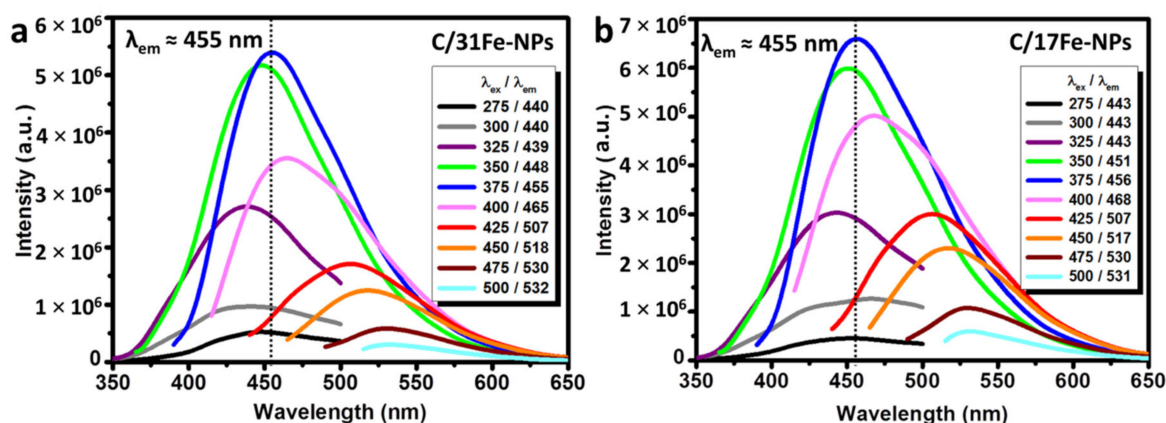 a
λem ≈ 455 nm
C/31Fe-NPs
λex / λem
275 / 440
300 / 440
325 / 439
350 / 448
375 / 455
400 / 465
425 / 507
450 / 518
475 / 530
500 / 532
6 × 10⁶
5 × 10⁶
4 × 10⁶
3 × 10⁶
2 × 10⁶
1 × 10⁶
0
Intensity (a.u.)
350 400 450 500 550 600 650
Wavelength (nm)
b
λem ≈ 455 nm
C/17Fe-NPs
λex / λem
275 / 443
300 / 443
325 / 443
350 / 451
375 / 456
400 / 468
425 / 507
450 / 517
475 / 530
500 / 531
7 × 10⁶
6 × 10⁶
5 × 10⁶
4 × 10⁶
3 × 10⁶
2 × 10⁶
1 × 10⁶
0
Intensity (a.u.)
350 400 450 500 550 600 650
Wavelength (nm)